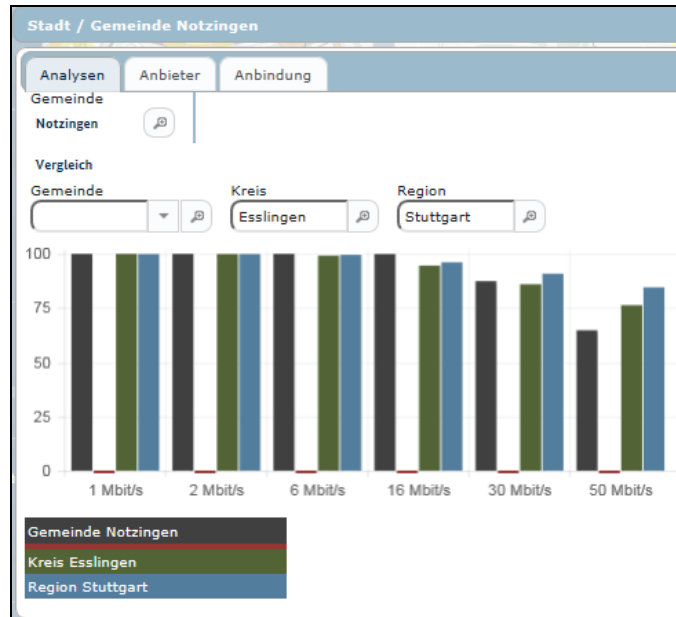 Stadt / Gemeinde Notzingen
Analysen Anbieter Anbindung
Gemeinde
Notzingen
Vergleich
Gemeinde Kreis Region
Esslingen Stuttgart
100
75
50
25
0
1 Mbit/s 2 Mbit/s 6 Mbit/s 16 Mbit/s 30 Mbit/s 50 Mbit/s
Gemeinde Notzingen
Kreis Esslingen
Region Stuttgart